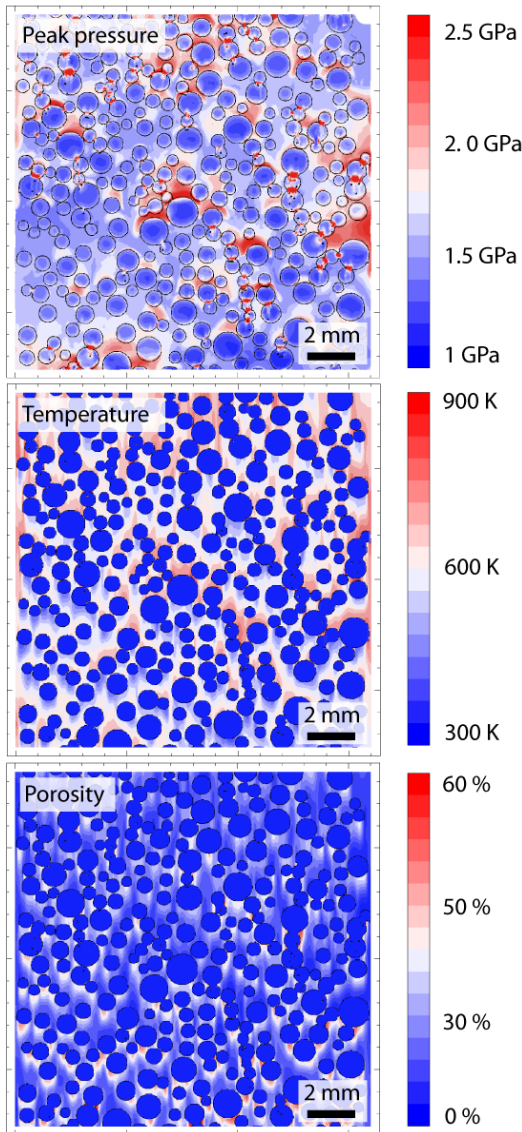 Peak pressure
2.5 GPa
2. 0 GPa
1.5 GPa
1 GPa
2 mm
Temperature
900 K
600 K
300 K
2 mm
Porosity
60 %
50 %
30 %
0 %
2 mm